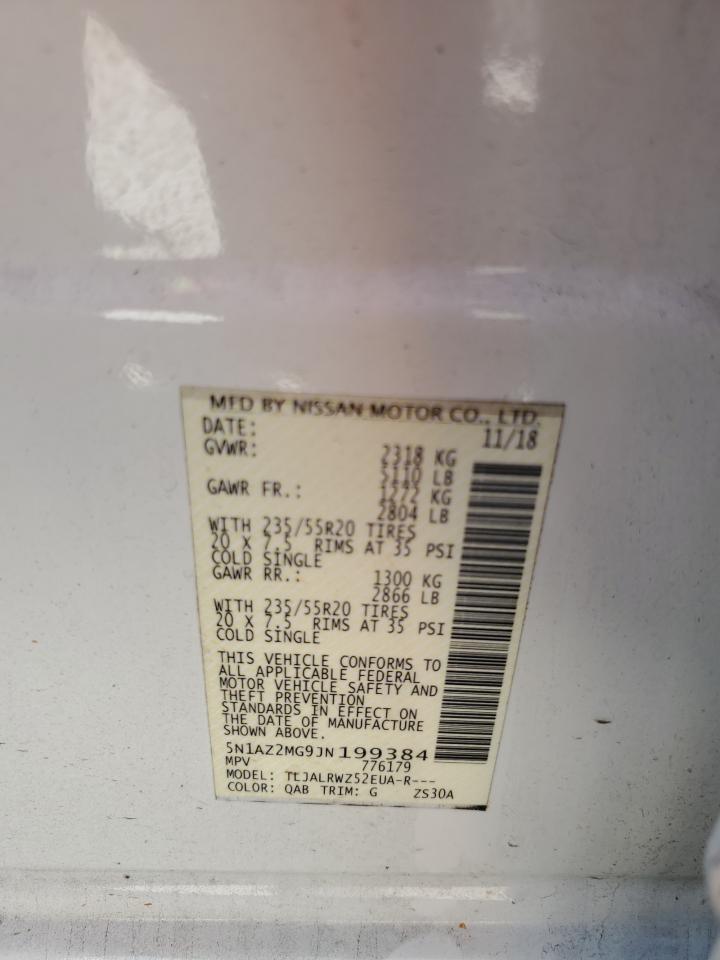 MFD BY NISSAN MOTOR CO., LTD.
DATE: 11/18
GVWR: 2318 KG
5110 LB
GAWR FR.: 1272 KG
2804 LB
WITH 235/55R20 TIRES
20 X 7.5 RIMS AT 35 PSI
COLD SINGLE
GAWR RR.: 1300 KG
2866 LB
WITH 235/55R20 TIRES
20 X 7.5 RIMS AT 35 PSI
COLD SINGLE
THIS VEHICLE CONFORMS TO
ALL APPLICABLE FEDERAL
MOTOR VEHICLE SAFETY AND
THEFT PREVENTION
STANDARDS IN EFFECT ON
THE DATE OF MANUFACTURE
SHOWN ABOVE.
5N1AZ2MG9JN199384
MPV 776179
MODEL: TLJALRWZ52EUA-R---
COLOR: QAB TRIM: G ZS30A